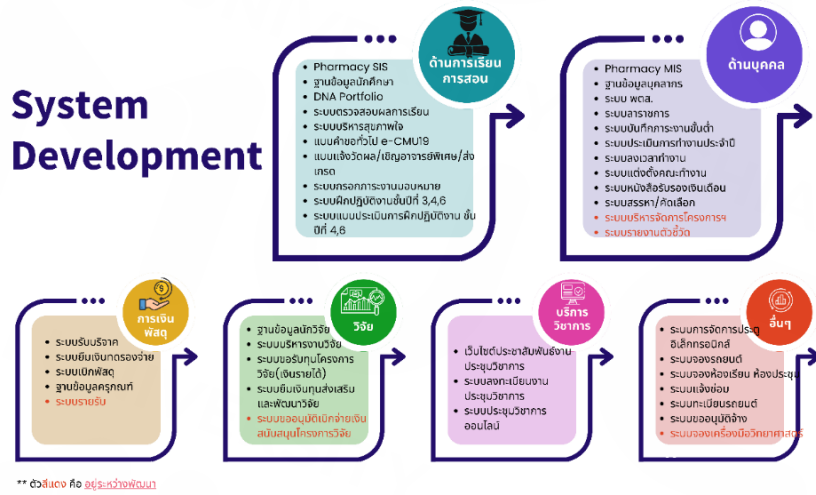 System
Development
ด้านการเรียน
การสอน
Pharmacy SIS
ฐานข้อมูลนักศึกษา
DNA Portfolio
ระบบตรวจสอบผลการเรียน
ระบบบริหารสุขภาพใจ
แบบคำขอทั่วไป e-CMU19
แบบแจ้งวัดผล/เชิญอาจารย์พิเศษ/ส่ง
เกรด
ระบบกรอกภาระงานมอบหมาย
ระบบฝึกปฏิบัติงานชั้นปีที่ 3,4,6
ระบบแบบประเมินการฝึกปฏิบัติงาน ชั้น
ปีที่ 4,6
ด้านบุคคล
Pharmacy MIS
ฐานข้อมูลบุคลากร
ระบบ พตล.
ระบบสาราชการ
ระบบบันทึกภาระงานขั้นต่ำ
ระบบประเมินการทำงานประจำปี
ระบบลงเวลาทำงาน
ระบบแต่งตั้งคณะทำงาน
ระบบหนังสือรับรองเงินเดือน
ระบบสรรหา/คัดเลือก
ระบบบริหารจัดการโครงการฯ
ระบบรายงานตัวชี้วัด
การเงิน
พัสดุ
ระบบรับบริจาค
ระบบยืมเงินทดรองจ่าย
ระบบเบิกพัสดุ
ฐานข้อมูลครุภัณฑ์
ระบบรายรับ
วิจัย
ฐานข้อมูลนักวิจัย
ระบบบริหารงานวิจัย
ระบบขอรับทุนโครงการ
วิจัย(เงินรายได้)
ระบบยืมเงินทุนส่งเสริม
และพัฒนาวิจัย
ระบบขออนุมัติเบิกจ่ายเงิน
สนับสนุนโครงการวิจัย
บริการ
วิชาการ
เว็บไซต์ประชาสัมพันธ์งาน
ประชุมวิชาการ
ระบบลงทะเบียนงาน
ประชุมวิชาการ
ระบบประชุมวิชาการ
ออนไลน์
อื่นๆ
ระบบการจัดการประตู
อิเล็กทรอนิกส์
ระบบจองรถยนต์
ระบบจองห้องเรียน ห้องประชุม
ระบบแจ้งซ่อม
ระบบทะเบียนรถยนต์
ระบบขออนุมัติจ้าง
ระบบจองเครื่องมือวิทยาศาสตร์
** ตัวสีแดง คือ อยู่ระหว่างพัฒนา